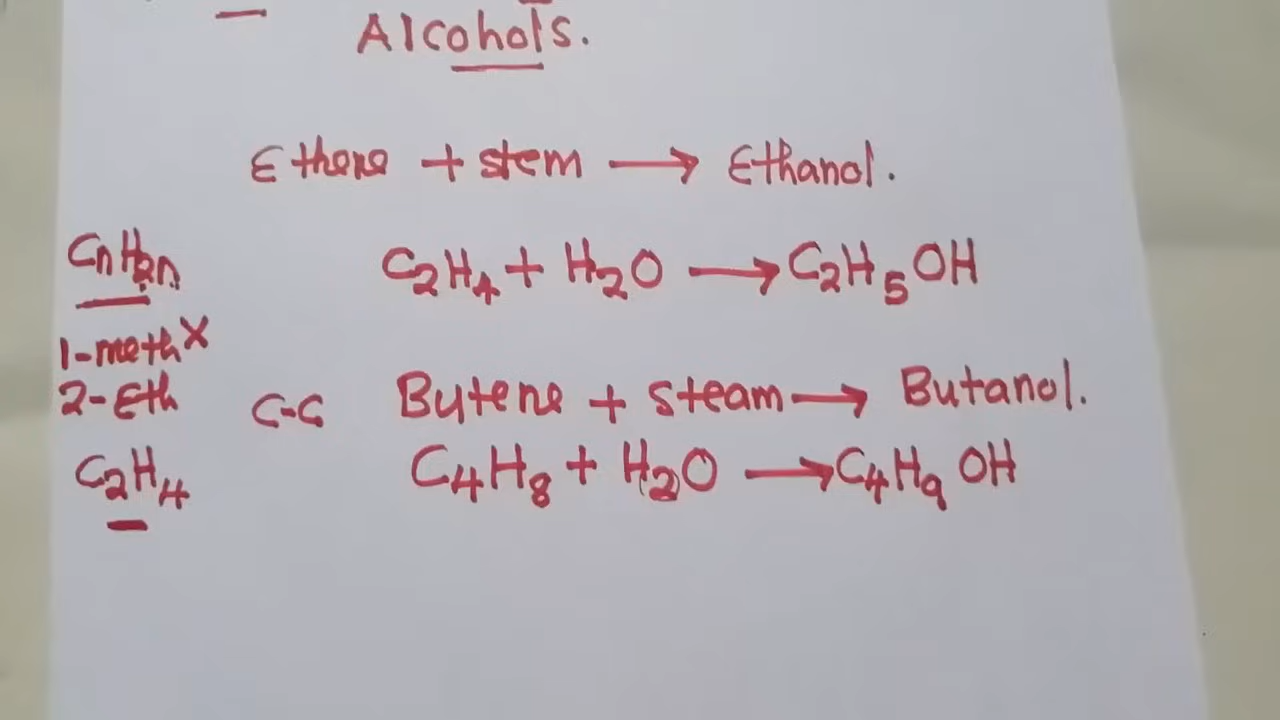 Alcohols.
Ethene + stem → Ethanol.
CnH2n
C2H4 + H2O → C2H5OH
1-meth X
2-Eth
C-C
Butene + steam → Butanol.
C2H4
C4H8 + H2O → C4H9OH